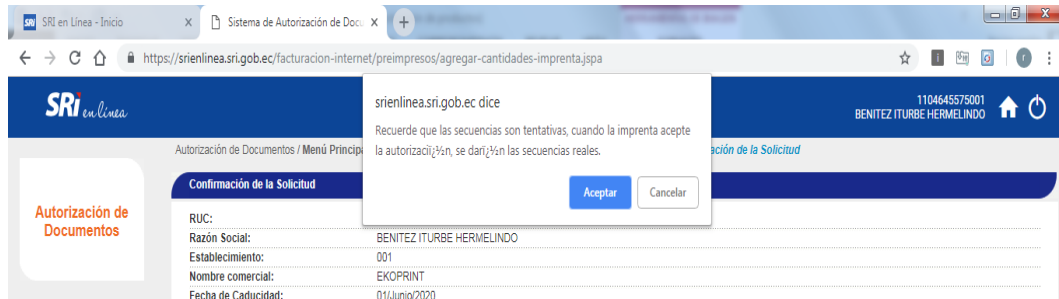 SRI en Línea - Inicio
Sistema de Autorización de Docu
https://srienlinea.sri.gob.ec/facturacion-internet/preimpresos/agregar-cantidades-imprenta.jspa
SRi en línea
1104645575001
BENITEZ ITURBE HERMELINDO
srienlinea.sri.gob.ec dice
Recuerde que las secuencias son tentativas, cuando la imprenta acepte
la autorizaciï¿½n, se darï¿½n las secuencias reales.
Aceptar Cancelar
Autorización de Documentos / Menú Princip
ación de la Solicitud
Confirmación de la Solicitud
Autorización de
Documentos
RUC:
Razón Social: BENITEZ ITURBE HERMELINDO
Establecimiento: 001
Nombre comercial: EKOPRINT
Fecha de Caducidad: 01/Junio/2020